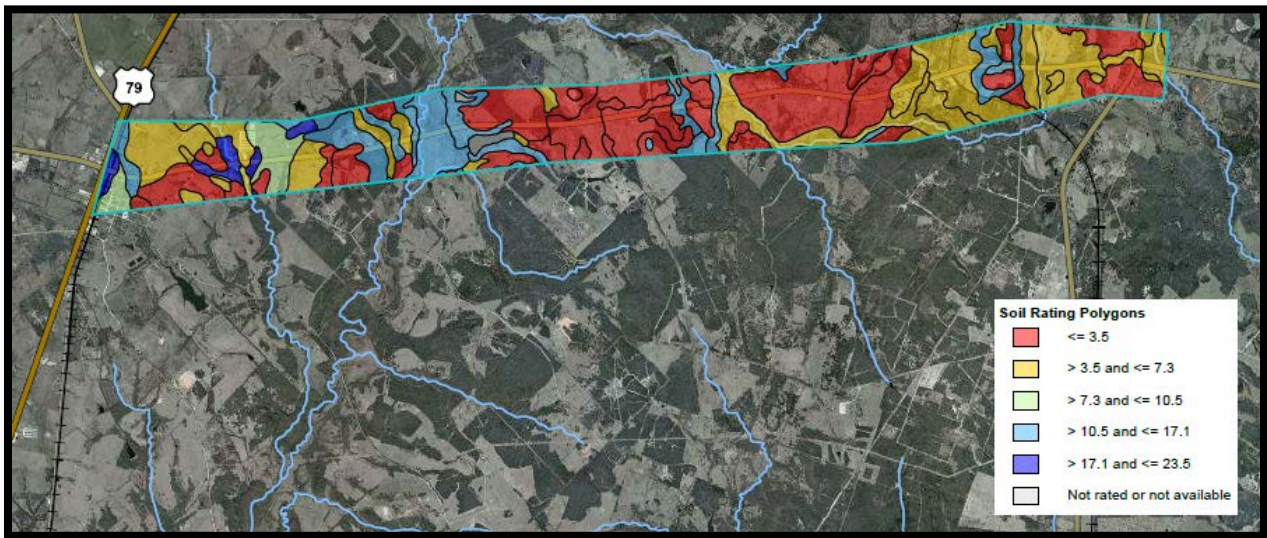 79
Soil Rating Polygons
<= 3.5
> 3.5 and <= 7.3
> 7.3 and <= 10.5
> 10.5 and <= 17.1
> 17.1 and <= 23.5
Not rated or not available